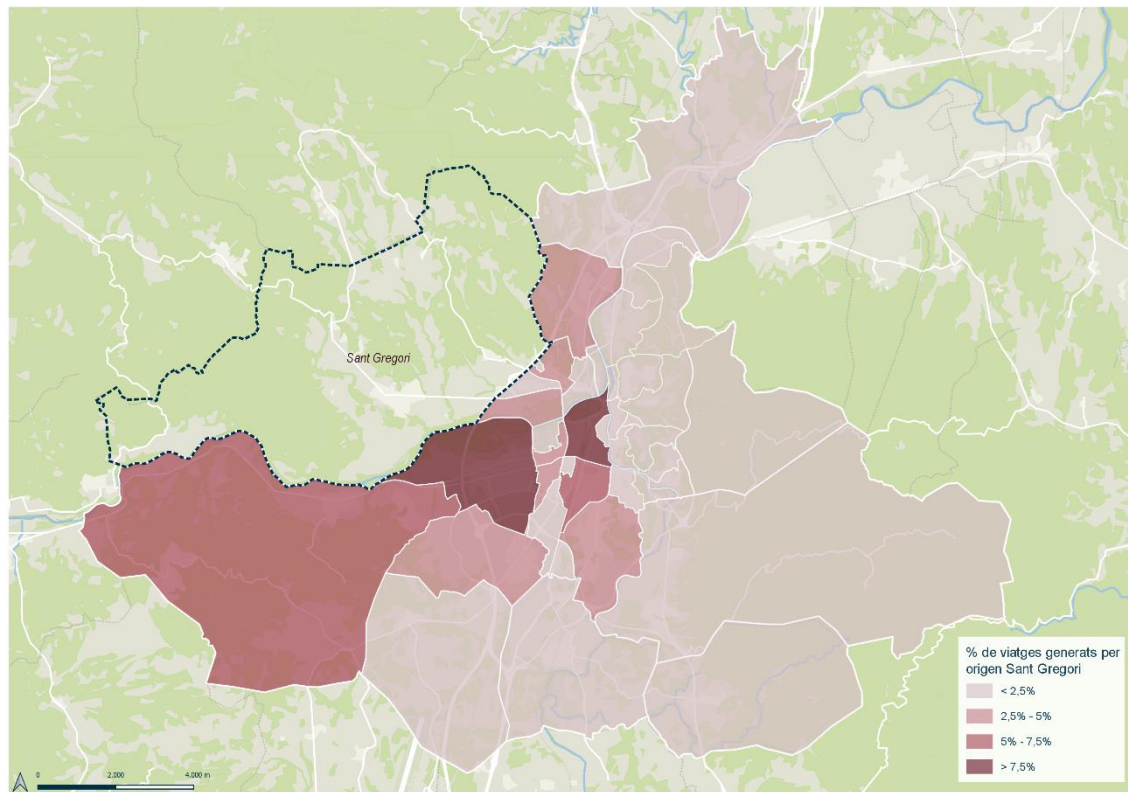 Sant Gregori
% de viatges generats per
origen Sant Gregori
< 2,5%
2,5% - 5%
5% - 7,5%
> 7,5%
0 2.000 4.000 m